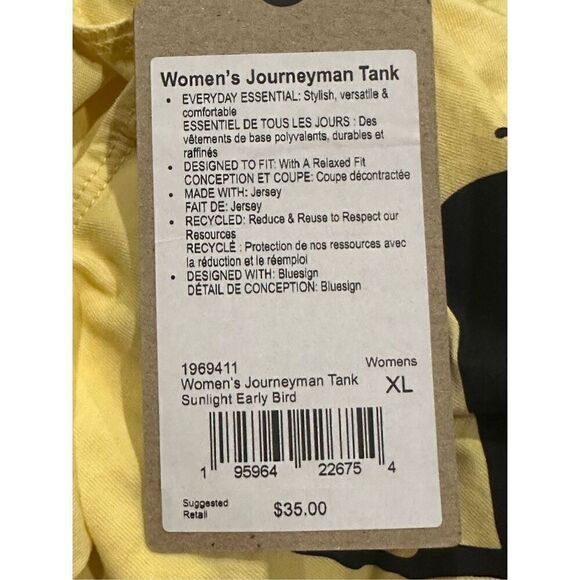 Women's Journeyman Tank
• EVERYDAY ESSENTIAL: Stylish, versatile &
comfortable
ESSENTIEL DE TOUS LES JOURS : Des
vêtements de base polyvalents, durables et
raffinés
• DESIGNED TO FIT: With A Relaxed Fit
CONCEPTION ET COUPE: Coupe décontractée
• MADE WITH: Jersey
FAIT DE: Jersey
• RECYCLED: Reduce & Reuse to Respect our
Resources
RECYCLÉ : Protection de nos ressources avec
la réduction et le réemploi
• DESIGNED WITH: Bluesign
DÉTAIL DE CONCEPTION: Bluesign
1969411
Women's Journeyman Tank
Sunlight Early Bird
Womens
XL
1 95964 22675 4
Suggested
Retail
$35.00